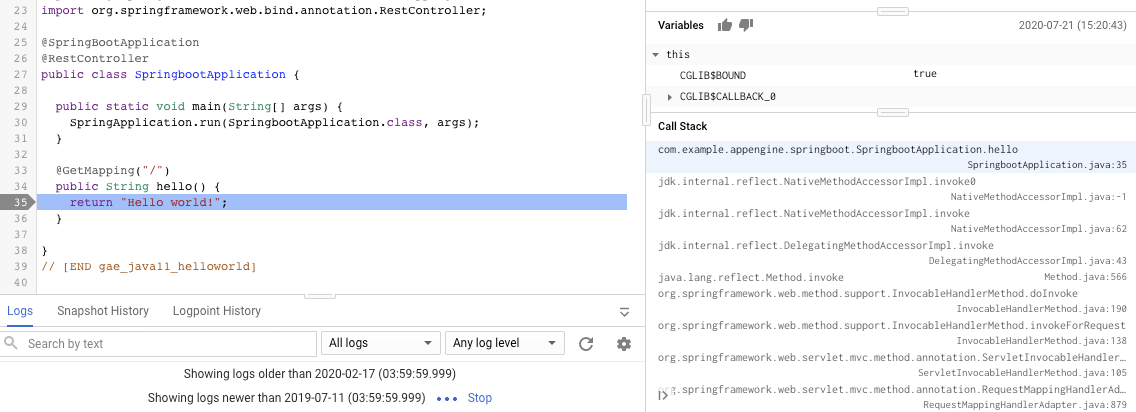 23 import org.springframework.web.bind.annotation.RestController;
24
25 @SpringBootApplication
26 @RestController
27 public class SpringbootApplication {
28
29 public static void main(String[] args) {
30 SpringApplication.run(SpringbootApplication.class, args);
31 }
32
33 @GetMapping("/")
34 public String hello() {
35 return "Hello world!";
36 }
37
38 }
39 // [END gae_java11_helloworld]
40
Logs Snapshot History Logpoint History
Search by text All logs Any log level
Showing logs older than 2020-02-17 (03:59:59.999)
Showing logs newer than 2019-07-11 (03:59:59.999) Stop
Variables 2020-07-21 (15:20:43)
this
CGLIB$BOUND true
CGLIB$CALLBACK_0
Call Stack
com.example.appengine.springboot.SpringbootApplication.hello
SpringbootApplication.java:35
jdk.internal.reflect.NativeMethodAccessorImpl.invoke0
NativeMethodAccessorImpl.java:-1
jdk.internal.reflect.NativeMethodAccessorImpl.invoke
NativeMethodAccessorImpl.java:62
jdk.internal.reflect.DelegatingMethodAccessorImpl.invoke
DelegatingMethodAccessorImpl.java:43
java.lang.reflect.Method.invoke Method.java:566
org.springframework.web.method.support.InvocableHandlerMethod.doInvoke
InvocableHandlerMethod.java:190
org.springframework.web.method.support.InvocableHandlerMethod.invokeForRequest
InvocableHandlerMethod.java:138
org.springframework.web.servlet.mvc.method.annotation.ServletInvocableHandler...
ServletInvocableHandlerMethod.java:105
g.springframework.web.servlet.mvc.method.annotation.RequestMappingHandlerAd...
RequestMappingHandlerAdapter.java:879